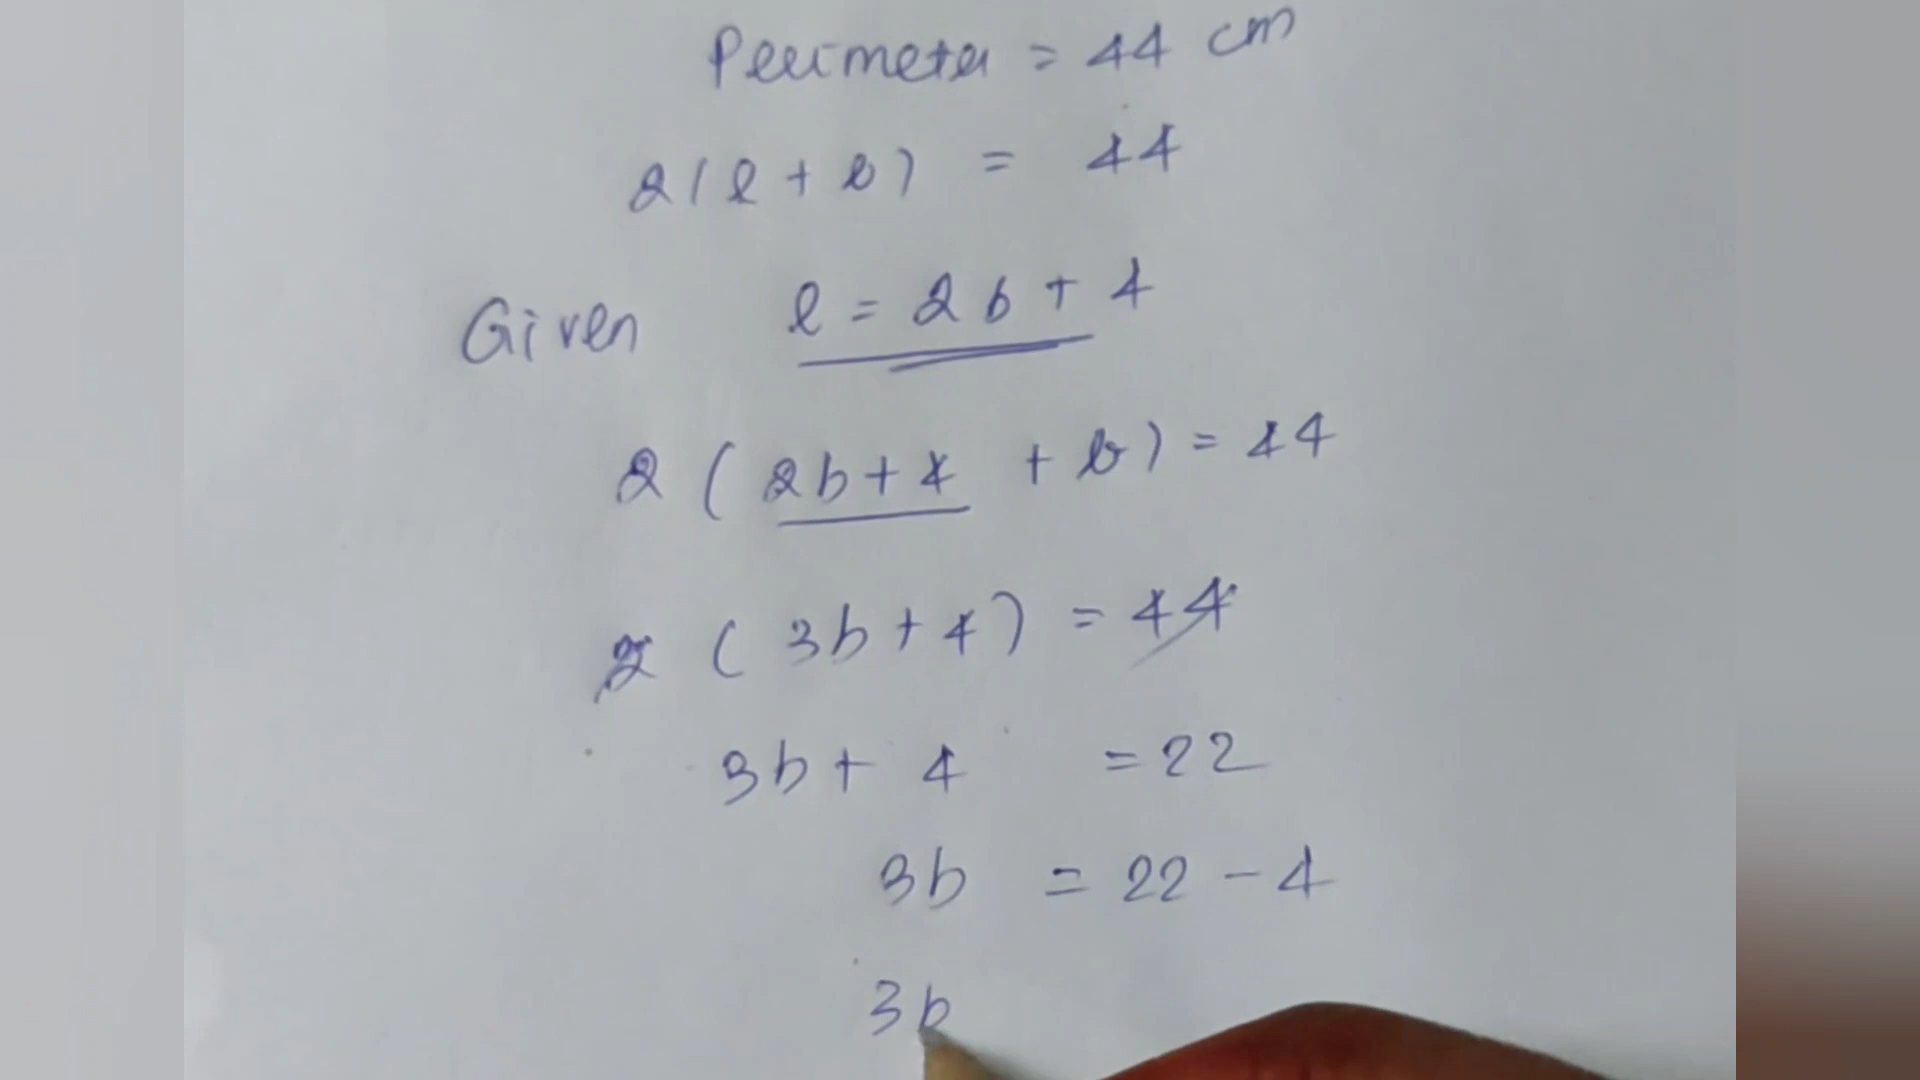 Perimeter = 44 cm
2(l + b) = 44
Given l = 2b + 4
2 (2b + 4 + b) = 44
2 (3b + 4) = 44
3b + 4 = 22
3b = 22 - 4
3b